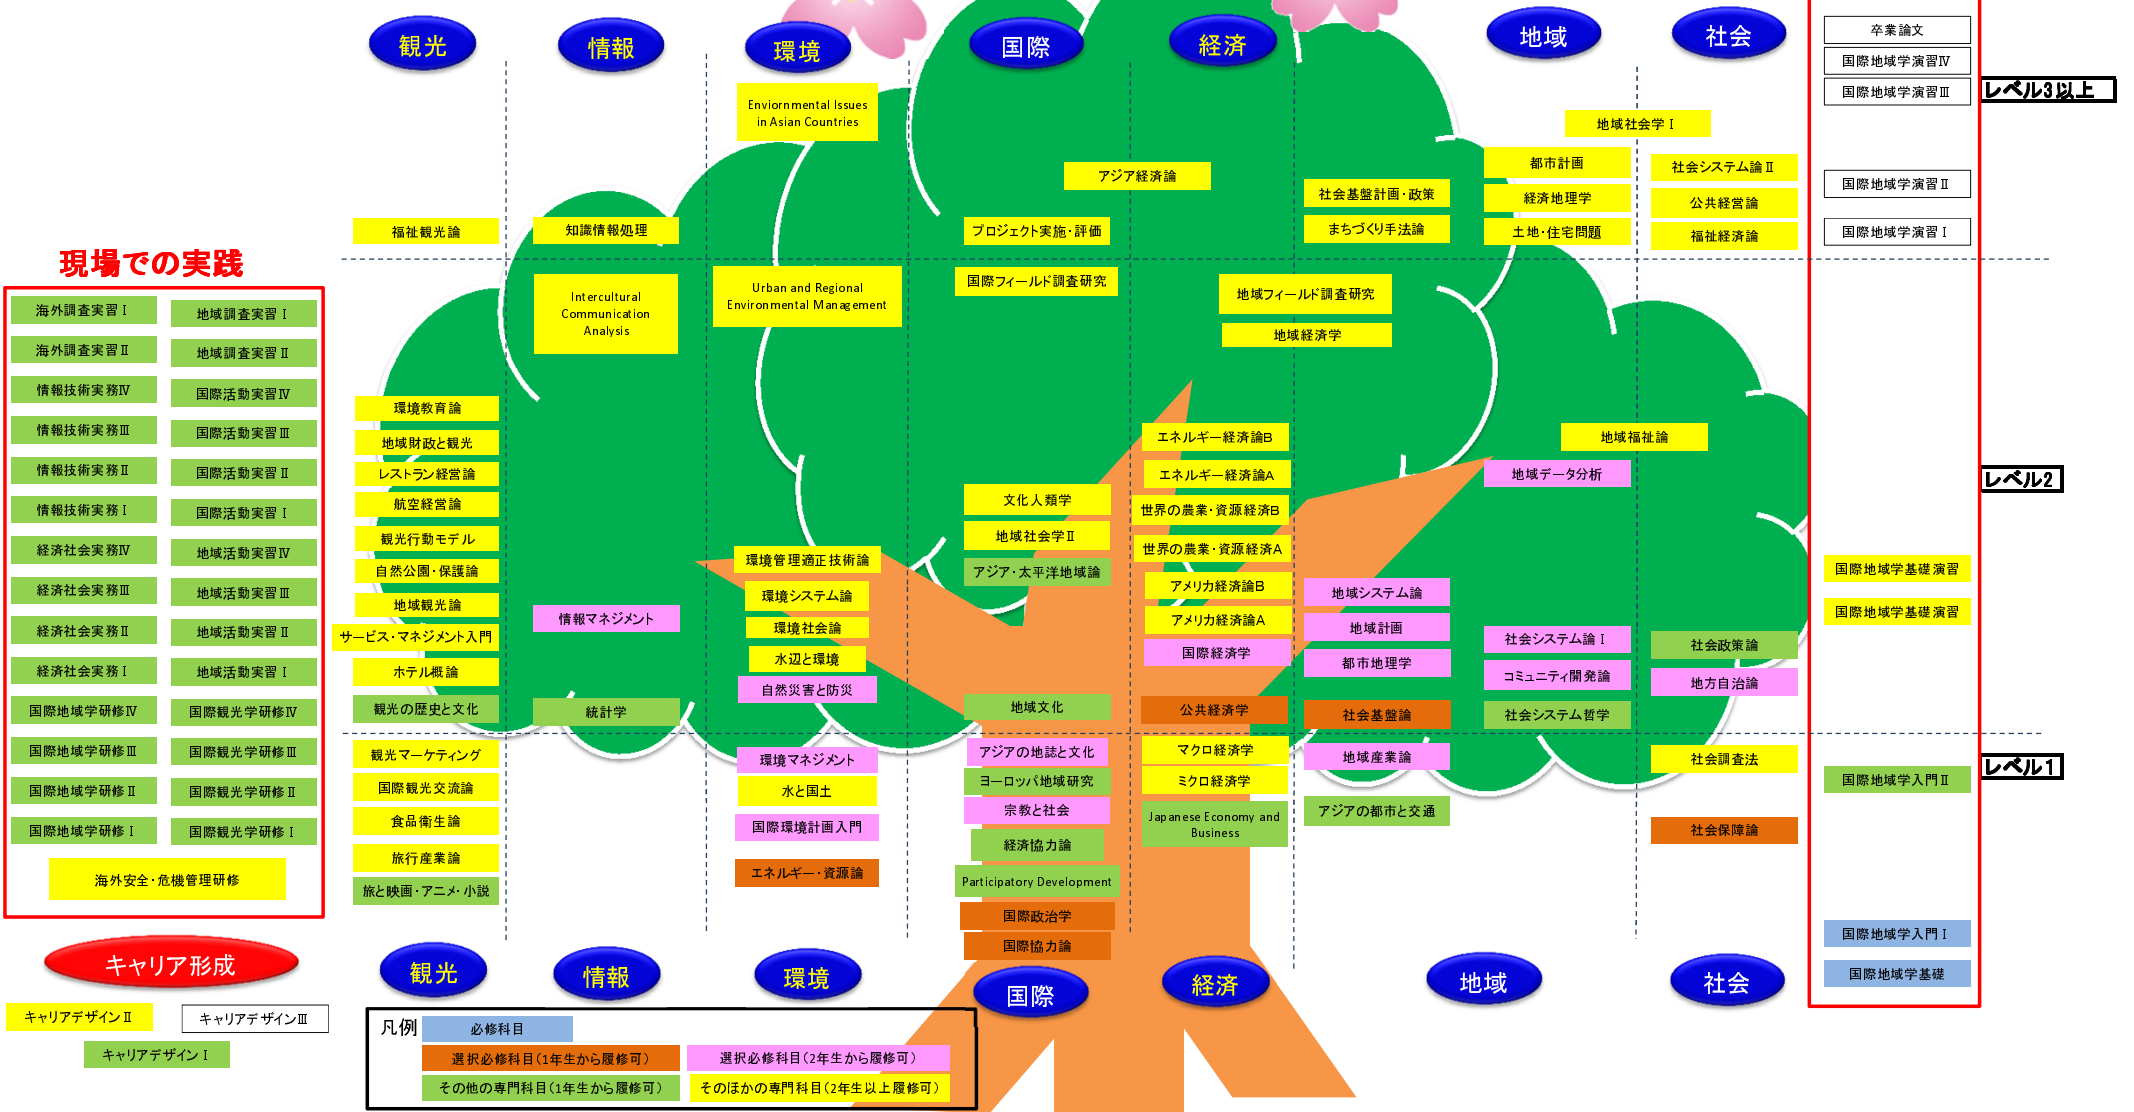 観光
情報
環境
国際
経済
地域
社会
卒業論文
国際地域学演習Ⅳ
国際地域学演習Ⅲ
レベル3以上
Enviornmental Issues
in Asian Countries
地域社会学Ⅰ
都市計画
社会システム論Ⅱ
アジア経済論
社会基盤計画・政策
経済地理学
公共経営論
国際地域学演習Ⅱ
福祉観光論
知識情報処理
プロジェクト実施・評価
まちづくり手法論
土地・住宅問題
福祉経済論
国際地域学演習Ⅰ
現場での実践
海外調査実習Ⅰ
地域調査実習Ⅰ
海外調査実習Ⅱ
地域調査実習Ⅱ
情報技術実務Ⅳ
国際活動実習Ⅳ
情報技術実務Ⅲ
国際活動実習Ⅲ
情報技術実務Ⅱ
国際活動実習Ⅱ
情報技術実務Ⅰ
国際活動実習Ⅰ
経済社会実務Ⅳ
地域活動実習Ⅳ
経済社会実務Ⅲ
地域活動実習Ⅲ
経済社会実務Ⅱ
地域活動実習Ⅱ
経済社会実務Ⅰ
地域活動実習Ⅰ
国際地域学研修Ⅳ
国際観光学研修Ⅳ
国際地域学研修Ⅲ
国際観光学研修Ⅲ
国際地域学研修Ⅱ
国際観光学研修Ⅱ
国際地域学研修Ⅰ
国際観光学研修Ⅰ
海外安全・危機管理研修
Intercultural
Communication
Analysis
Urban and Regional
Environmental Management
国際フィールド調査研究
地域フィールド調査研究
地域経済学
環境教育論
地域財政と観光
レストラン経営論
航空経営論
観光行動モデル
自然公園・保護論
地域観光論
サービス・マネジメント入門
ホテル概論
観光の歴史と文化
情報マネジメント
統計学
環境管理適正技術論
環境システム論
環境社会論
水辺と環境
自然災害と防災
文化人類学
地域社会学Ⅱ
アジア・太平洋地域論
地域文化
エネルギー経済論B
エネルギー経済論A
世界の農業・資源経済B
世界の農業・資源経済A
アメリカ経済論B
アメリカ経済論A
国際経済学
公共経済学
地域システム論
地域計画
都市地理学
社会基盤論
地域福祉論
地域データ分析
社会システム論Ⅰ
コミュニティ開発論
社会システム哲学
社会政策論
地方自治論
レベル2
国際地域学基礎演習
国際地域学基礎演習
観光マーケティング
国際観光交流論
食品衛生論
旅行産業論
旅と映画・アニメ・小説
環境マネジメント
水と国土
国際環境計画入門
エネルギー・資源論
アジアの地誌と文化
ヨーロッパ地域研究
宗教と社会
経済協力論
Participatory Development
国際政治学
国際協力論
マクロ経済学
ミクロ経済学
Japanese Economy and
Business
地域産業論
アジアの都市と交通
社会調査法
社会保障論
レベル1
国際地域学入門Ⅱ
国際地域学入門Ⅰ
国際地域学基礎
観光
情報
環境
国際
経済
地域
社会
キャリア形成
キャリアデザインⅡ
キャリアデザインⅢ
キャリアデザインⅠ
凡例
必修科目
選択必修科目(1年生から履修可)
選択必修科目(2年生から履修可)
その他の専門科目(1年生から履修可)
そのほかの専門科目(2年生以上履修可)